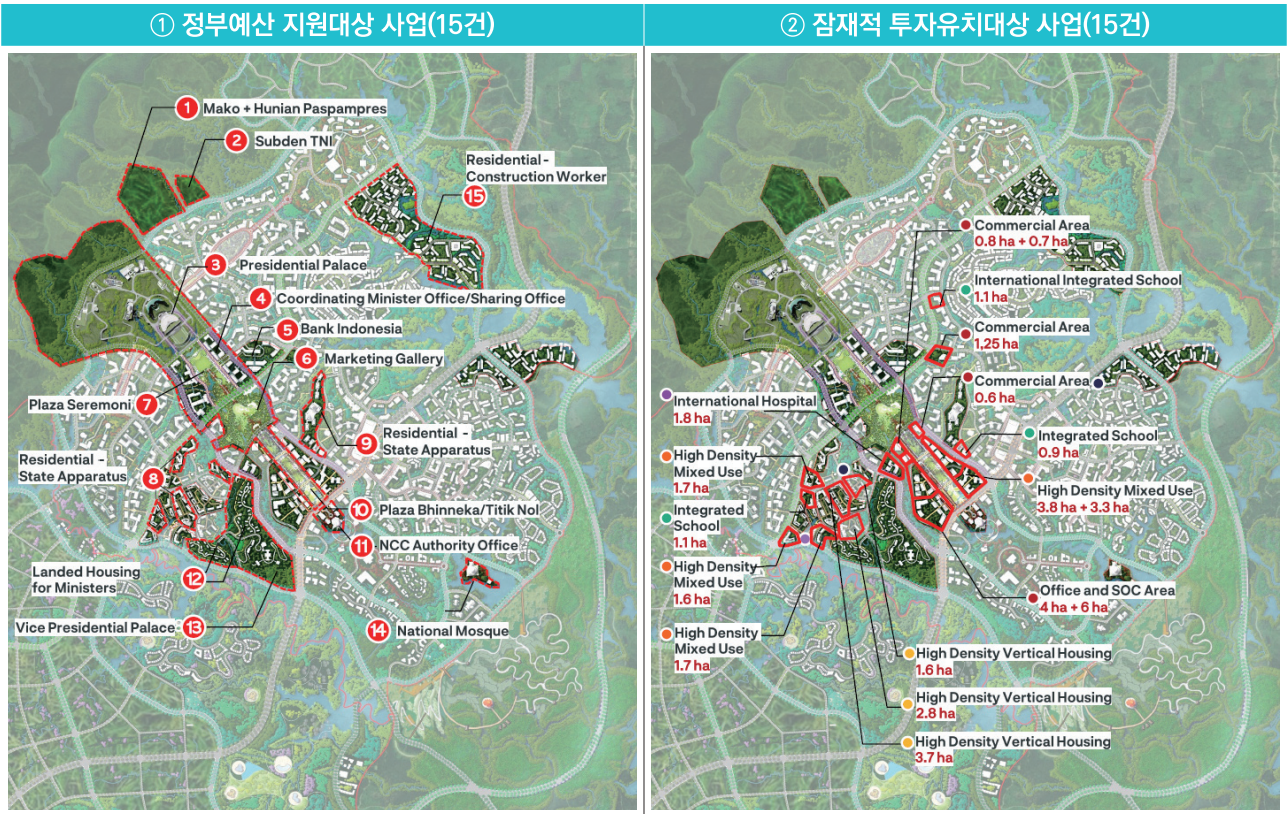 ① 정부예산 지원대상 사업(15건)
1 Mako + Hunian Paspampres
2 Subden TNI
Residential -
Construction Worker
15
3 Presidential Palace
4 Coordinating Minister Office/Sharing Office
5 Bank Indonesia
6 Marketing Gallery
Plaza Seremoni 7
9 Residential -
State Apparatus
Residential -
State Apparatus
8
10 Plaza Bhinneka/Titik Nol
11 NCC Authority Office
Landed Housing
for Ministers
12
Vice Presidential Palace 13
14 National Mosque
② 잠재적 투자유치대상 사업(15건)
Commercial Area
0.8 ha + 0.7 ha
International Integrated School
1.1 ha
Commercial Area
1,25 ha
Commercial Area
0.6 ha
International Hospital
1.8 ha
Integrated School
0.9 ha
High Density
Mixed Use
1.7 ha
High Density Mixed Use
3.8 ha + 3.3 ha
Integrated
School
1.1 ha
High Density
Mixed Use
1.6 ha
Office and SOC Area
4 ha + 6 ha
High Density
Mixed Use
1.7 ha
High Density Vertical Housing
1.6 ha
High Density Vertical Housing
2.8 ha
High Density Vertical Housing
3.7 ha